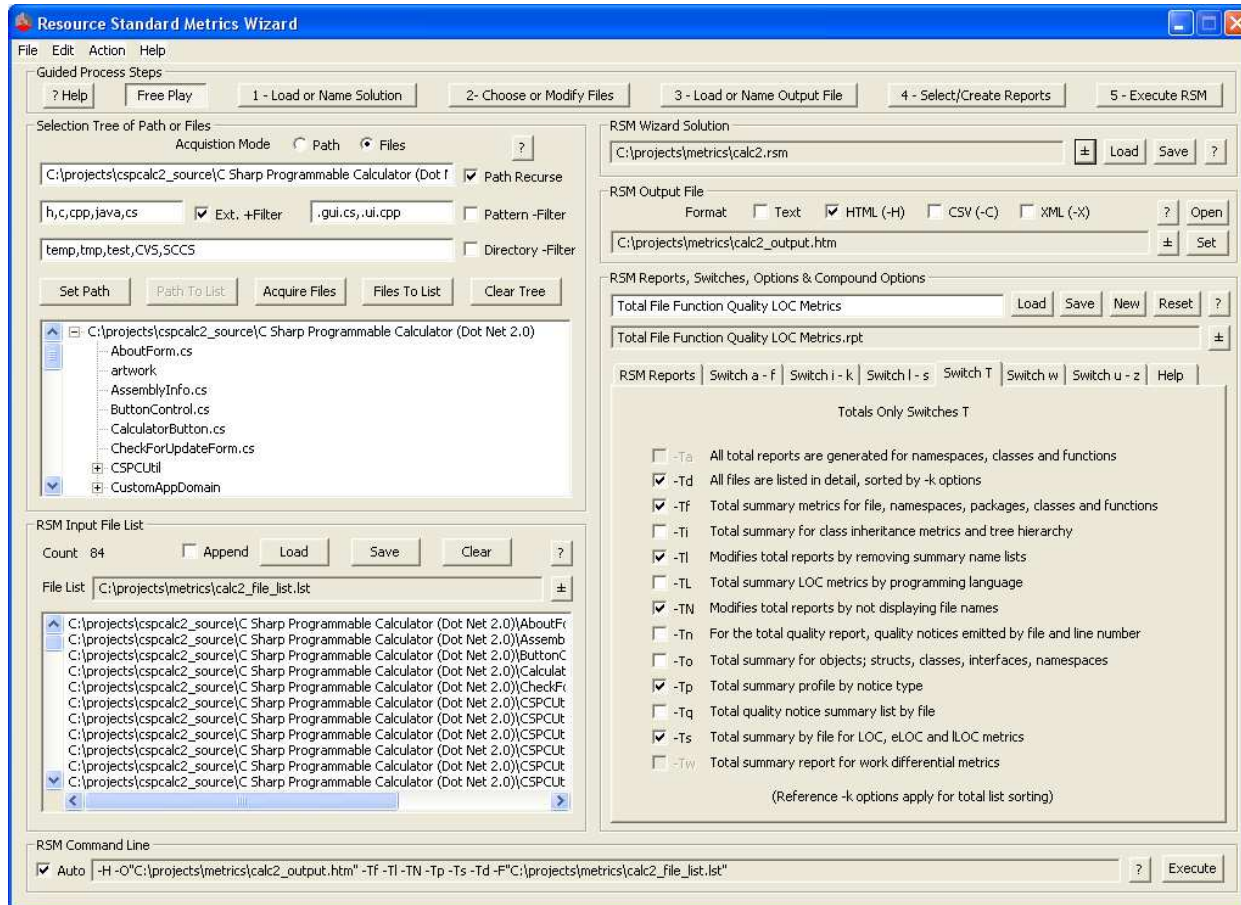 Resource Standard Metrics Wizard
File Edit Action Help
Guided Process Steps
? Help Free Play 1 - Load or Name Solution 2- Choose or Modify Files 3 - Load or Name Output File 4 - Select/Create Reports 5 - Execute RSM
Selection Tree of Path or Files
Acquistion Mode Path Files ?
C:\projects\cspcalc2_source\C Sharp Programmable Calculator (Dot Path Recurse
h,c,cpp,java,cs Ext. +Filter .gui.cs,.ui.cpp Pattern -Filter
temp,tmp,test,CVS,SCCS Directory -Filter
Set Path Path To List Acquire Files Files To List Clear Tree
C:\projects\cspcalc2_source\C Sharp Programmable Calculator (Dot Net 2.0)
AboutForm.cs
artwork
AssemblyInfo.cs
ButtonControl.cs
CalculatorButton.cs
CheckForUpdateForm.cs
CSPCUtil
CustomAppDomain
RSM Input File List
Count 84 Append Load Save Clear ?
File List C:\projects\metrics\calc2_file_list.lst ±
C:\projects\cspcalc2_source\C Sharp Programmable Calculator (Dot Net 2.0)\AboutFo
C:\projects\cspcalc2_source\C Sharp Programmable Calculator (Dot Net 2.0)\Assemb
C:\projects\cspcalc2_source\C Sharp Programmable Calculator (Dot Net 2.0)\ButtonC
C:\projects\cspcalc2_source\C Sharp Programmable Calculator (Dot Net 2.0)\Calculat
C:\projects\cspcalc2_source\C Sharp Programmable Calculator (Dot Net 2.0)\CheckFo
C:\projects\cspcalc2_source\C Sharp Programmable Calculator (Dot Net 2.0)\CSPCUt
C:\projects\cspcalc2_source\C Sharp Programmable Calculator (Dot Net 2.0)\CSPCUt
C:\projects\cspcalc2_source\C Sharp Programmable Calculator (Dot Net 2.0)\CSPCUt
C:\projects\cspcalc2_source\C Sharp Programmable Calculator (Dot Net 2.0)\CSPCUt
C:\projects\cspcalc2_source\C Sharp Programmable Calculator (Dot Net 2.0)\CSPCUt
C:\projects\cspcalc2_source\C Sharp Programmable Calculator (Dot Net 2.0)\CSPCUt
RSM Wizard Solution
C:\projects\metrics\calc2.rsm ± Load Save ?
RSM Output File
Format Text HTML (-H) CSV (-C) XML (-X) ? Open
C:\projects\metrics\calc2_output.htm ± Set
RSM Reports, Switches, Options & Compound Options
Total File Function Quality LOC Metrics Load Save New Reset ?
Total File Function Quality LOC Metrics.rpt ±
RSM Reports Switch a - f Switch i - k Switch l - s Switch T Switch w Switch u - z Help
Totals Only Switches T
-Ta All total reports are generated for namespaces, classes and functions
-Td All files are listed in detail, sorted by -k options
-Tf Total summary metrics for file, namespaces, packages, classes and functions
-Ti Total summary for class inheritance metrics and tree hierarchy
-Tl Modifies total reports by removing summary name lists
-TL Total summary LOC metrics by programming language
-TN Modifies total reports by not displaying file names
-Tn For the total quality report, quality notices emitted by file and line number
-To Total summary for objects; structs, classes, interfaces, namespaces
-Tp Total summary profile by notice type
-Tq Total quality notice summary list by file
-Ts Total summary by file for LOC, eLOC and lLOC metrics
-Tw Total summary report for work differential metrics
(Reference -k options apply for total list sorting)
RSM Command Line
Auto -H -O"C:\projects\metrics\calc2_output.htm" -Tf -Tl -TN -Tp -Ts -Td -F"C:\projects\metrics\calc2_file_list.lst" ? Execute